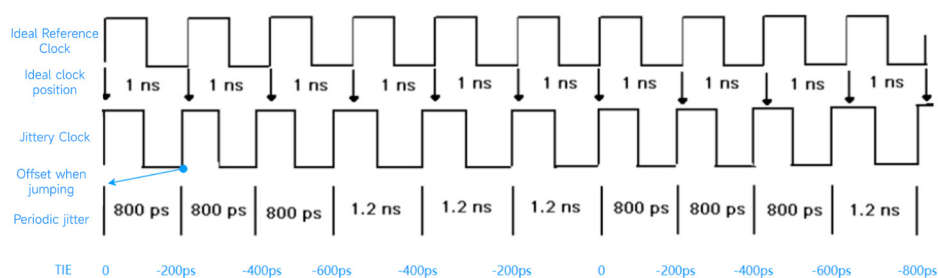 Ideal Reference
Clock
Ideal clock
position
1 ns 1 ns 1 ns 1 ns 1 ns 1 ns 1 ns 1 ns 1 ns 1 ns
Jittery Clock
Offset when
jumping
Periodic jitter
800 ps 800 ps 800 ps 1.2 ns 1.2 ns 1.2 ns 800 ps 800 ps 800 ps 1.2 ns
TIE 0 -200ps -400ps -600ps -400ps -200ps 0 -200ps -400ps -600ps -800ps